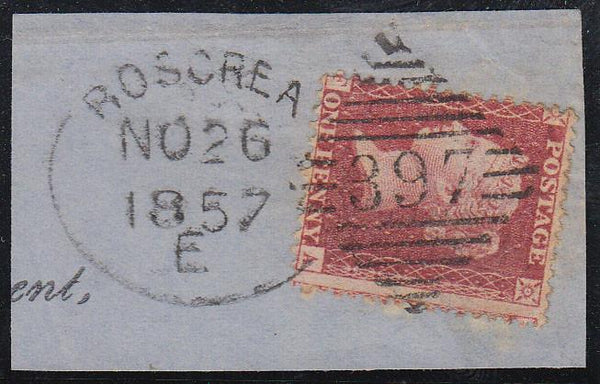 ROSCREA
NO26
1857
E
397
POSTAGE
ONE PENNY
A
ent,